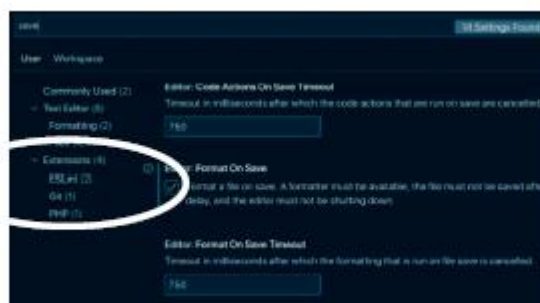 save
18 Settings Found
User Workspace
Commonly Used (2)
Text Editor (8)
Formatting (2)
Extensions (4)
ESLint (2)
Git (1)
PHP (1)
Editor: Code Actions On Save Timeout
Timeout in milliseconds after which the code actions that are run on save are cancelled
750
Editor: Format On Save
Format a file on save. A formatter must be available, the file must not be saved after
delay, and the editor must not be shutting down
Editor: Format On Save Timeout
Timeout in milliseconds after which the formatting that is run on file save is cancelled.
750